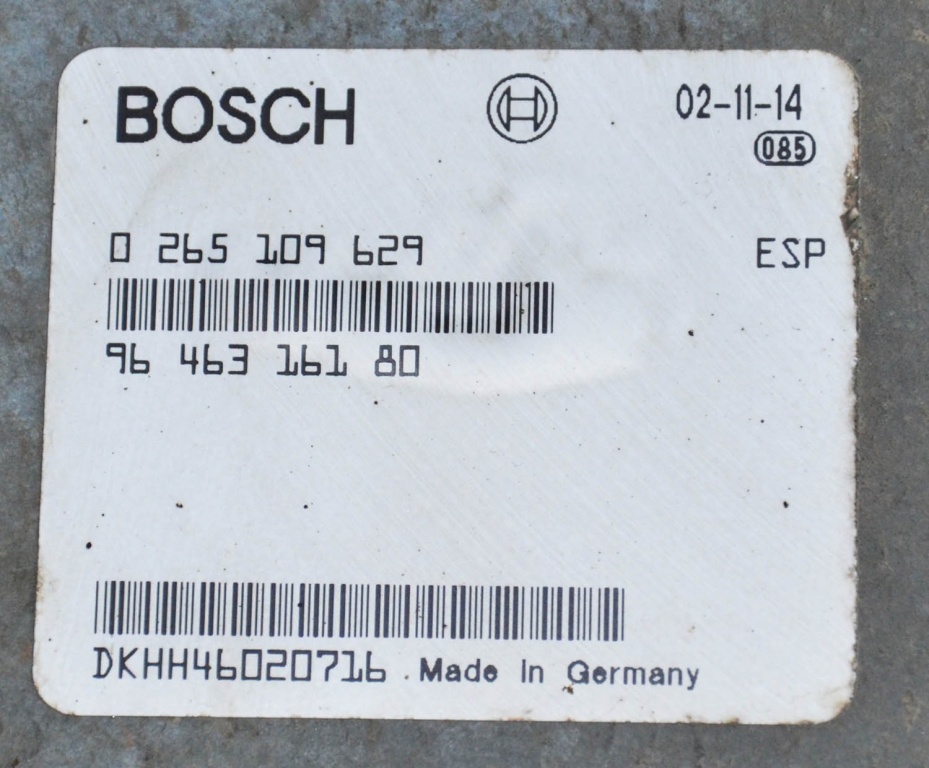 BOSCH 02-11-14
085
0 265 109 629 ESP
96 463 161 80
DKHH46020716 Made in Germany